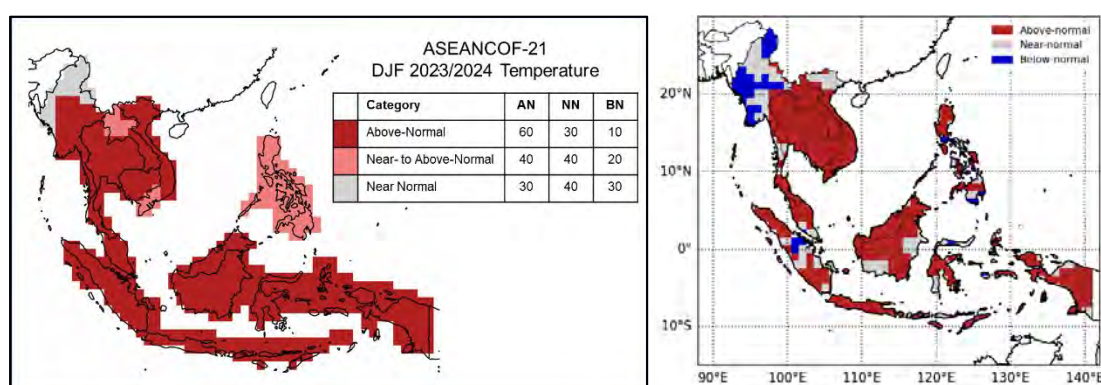 ASEANCOF-21
DJF 2023/2024 Temperature
Category AN NN BN
Above-Normal 60 30 10
Near- to Above-Normal 40 40 20
Near Normal 30 40 30
Above-normal
Near-normal
Below-normal
20°N
10°N
0°
10°S
90°E 100°E 110°E 120°E 130°E 140°E